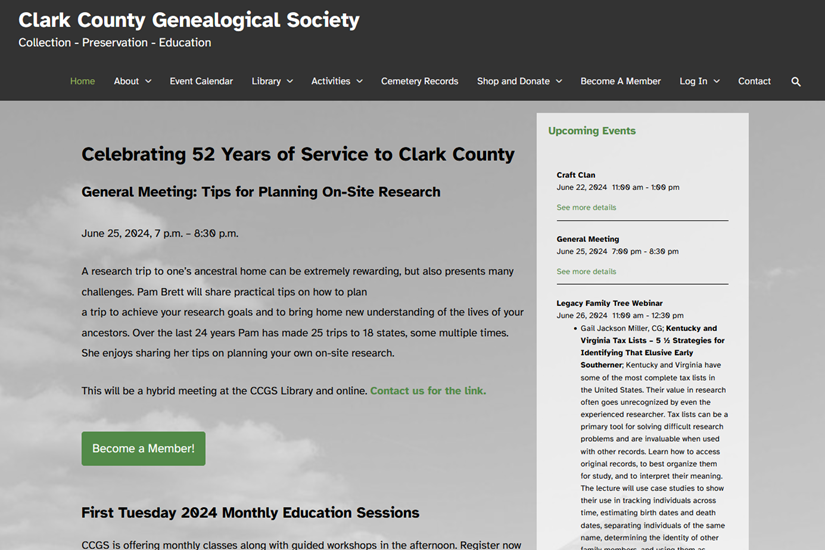 Clark County Genealogical Society
Collection - Preservation - Education
Home About Event Calendar Library Activities Cemetery Records Shop and Donate Become A Member Log In Contact
Celebrating 52 Years of Service to Clark County
General Meeting: Tips for Planning On-Site Research
June 25, 2024, 7 p.m. – 8:30 p.m.
A research trip to one's ancestral home can be extremely rewarding, but also presents many
challenges. Pam Brett will share practical tips on how to plan
a trip to achieve your research goals and to bring home new understanding of the lives of your
ancestors. Over the last 24 years Pam has made 25 trips to 18 states, some multiple times.
She enjoys sharing her tips on planning your own on-site research.
This will be a hybrid meeting at the CCGS Library and online. Contact us for the link.
Become a Member!
First Tuesday 2024 Monthly Education Sessions
CCGS is offering monthly classes along with guided workshops in the afternoon. Register now
Upcoming Events
Craft Clan
June 22, 2024 11:00 am - 1:00 pm
See more details
General Meeting
June 25, 2024 7:00 pm - 8:30 pm
See more details
Legacy Family Tree Webinar
June 26, 2024 11:00 am - 12:30 pm
• Gail Jackson Miller, CG; Kentucky and
Virginia Tax Lists – 5 ½ Strategies for
Identifying That Elusive Early
Southerner; Kentucky and Virginia have
some of the most complete tax lists in
the United States. Their value in research
often goes unrecognized by even the
experienced researcher. Tax lists can be a
primary tool for solving difficult research
problems and are invaluable when used
with other records. Learn how to access
original records, to best organize them
for study, and to interpret their meaning.
The lecture will use case studies to show
their use in tracking individuals across
time, estimating birth dates and death
dates, separating individuals of the same
name, determining the identity of other
family members, and using them as